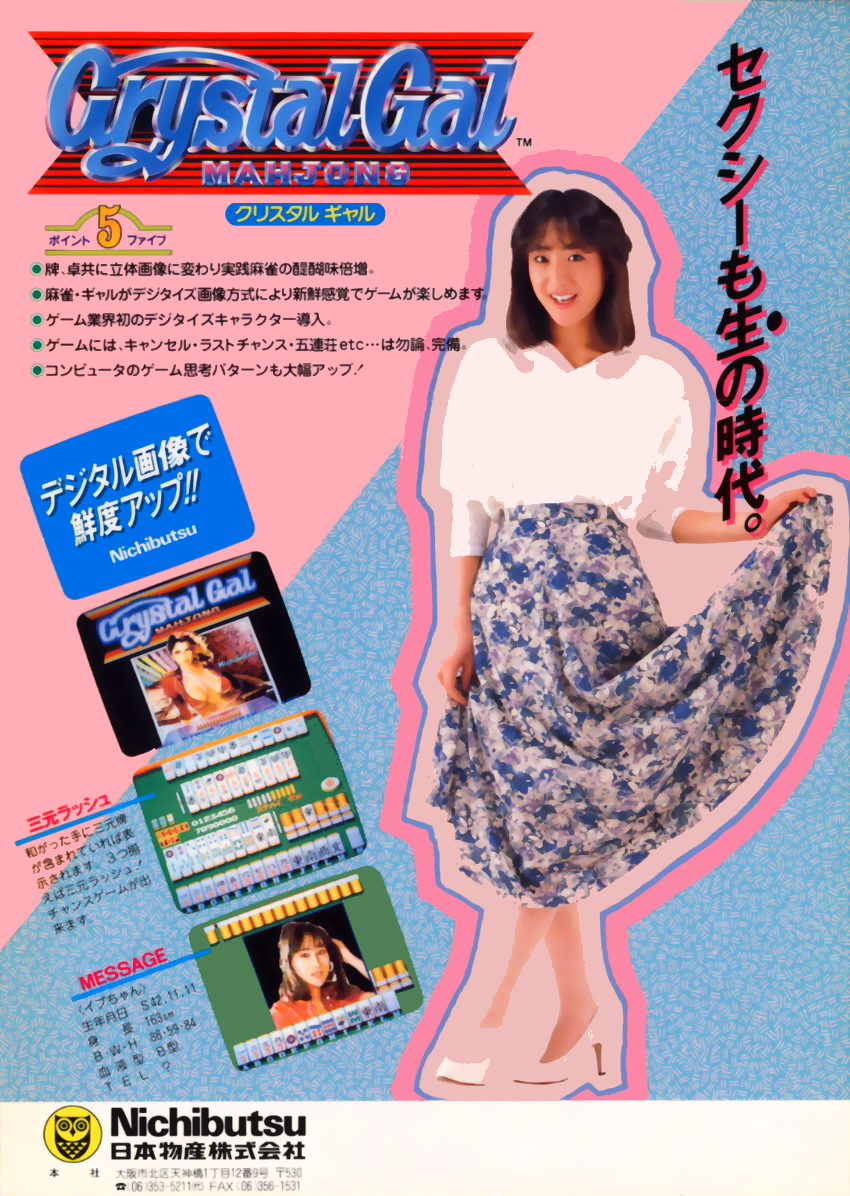 Crystal Gal™
MAHJONG
クリスタル ギャル
ポイント 5 ファイブ
●牌、卓共に立体画像に変わり実践麻雀の醍醐味倍増。
●麻雀・ギャルがデジタイズ画像方式により新鮮感覚でゲームが楽しめます。
●ゲーム業界初のデジタイズキャラクター導入。
●ゲームには、キャンセル・ラストチャンス・五連荘etc…は勿論、完備。
●コンピュータのゲーム思考パターンも大幅アップ!
セクシーも生の時代。
デジタル画像で
鮮度アップ!!
Nichibutsu
Crystal Gal
MAHJONG
三元ラッシュ
和がった手に三元牌
が含まれていれば表
示されます。3つ揃
えば三元ラッシュ!
チャンスゲームが出
来ます。
0123456
7890000
MESSAGE
〈イブちゃん〉
生年月日 S42.11.11
身長 163cm
B・W・H 86・59・84
血液型 B型
TEL ?
Nichibutsu
日本物産株式会社
本社 大阪市北区天神橋1丁目12番9号 〒530
☎(06)353-5211(代) FAX(06)356-1531